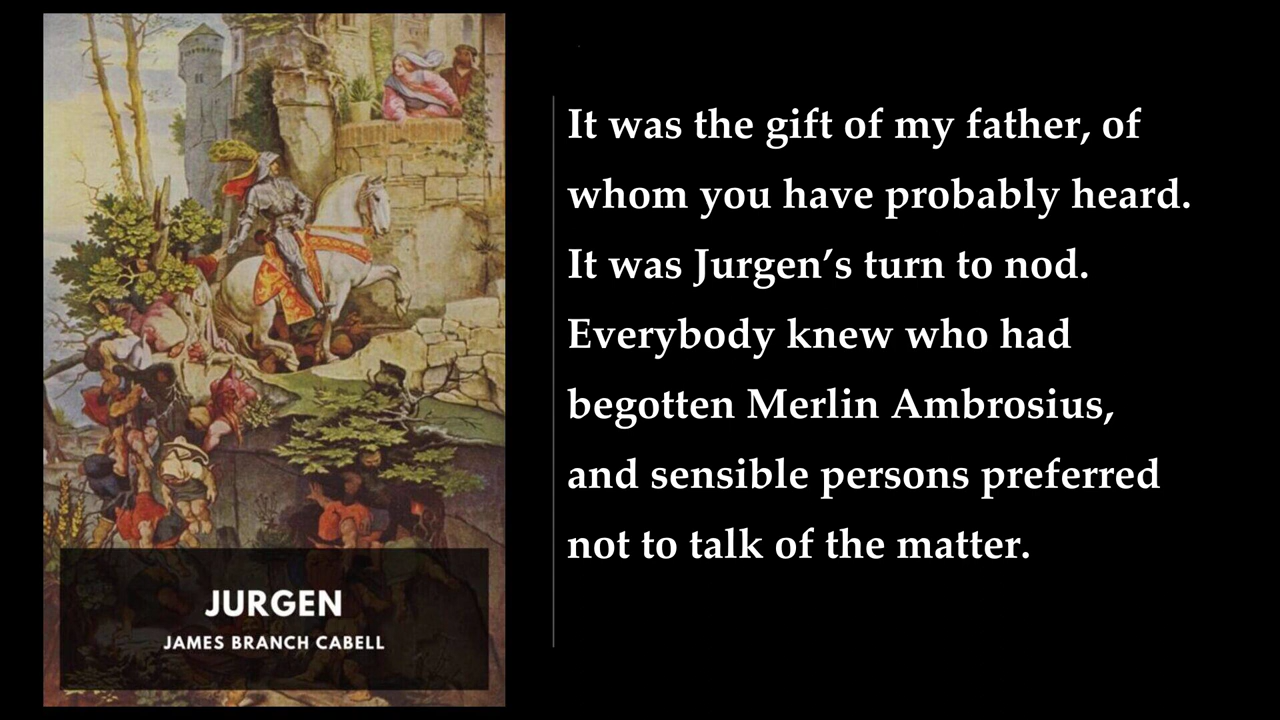 It was the gift of my father, of
whom you have probably heard.
It was Jurgen’s turn to nod.
Everybody knew who had
begotten Merlin Ambrosius,
and sensible persons preferred
not to talk of the matter.
JURGEN
JAMES BRANCH CABELL